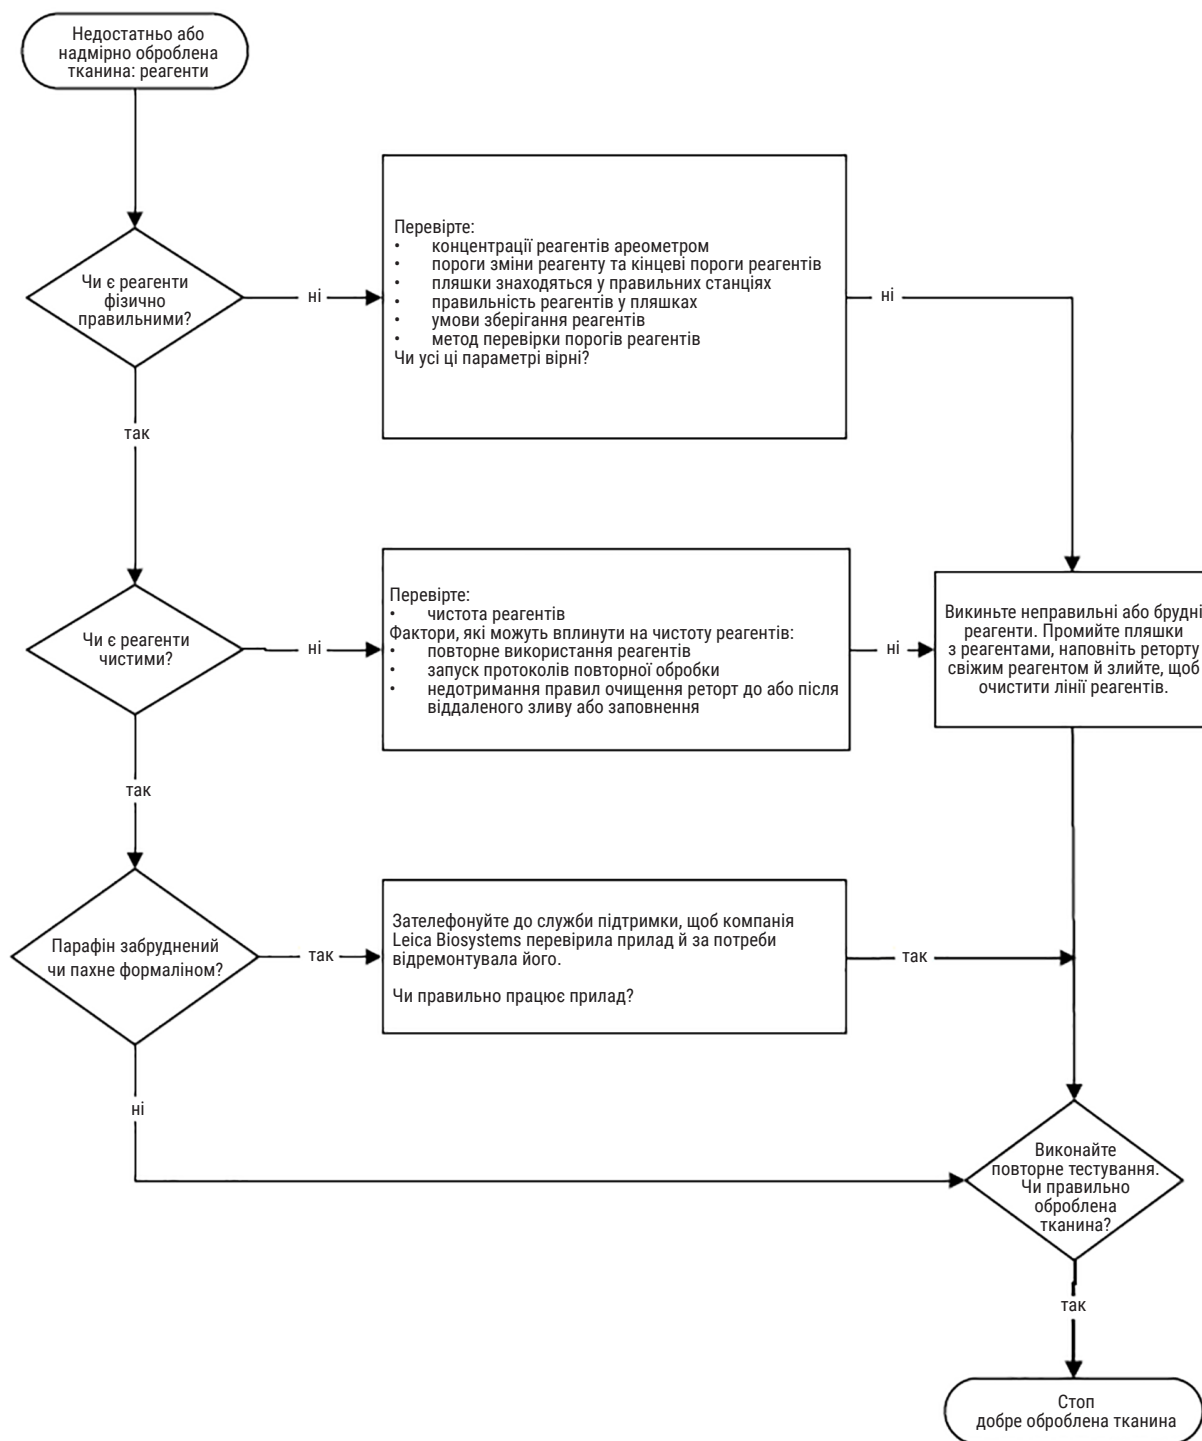 Недостатньо або
надмірно оброблена
тканина: реагенти
Чи є реагенти
фізично
правильними?
ні
Перевірте:
• концентрації реагентів ареометром
• пороги зміни реагенту та кінцеві пороги реагентів
• пляшки знаходяться у правильних станціях
• правильність реагентів у пляшках
• умови зберігання реагентів
• метод перевірки порогів реагентів
Чи усі ці параметрі вірні?
ні
так
Чи є реагенти
чистими?
ні
Перевірте:
• чистота реагентів
Фактори, які можуть вплинути на чистоту реагентів:
• повторне використання реагентів
• запуск протоколів повторної обробки
• недотримання правил очищення реторт до або після
віддаленого зливу або заповнення
ні
Викиньте неправильні або брудні
реагенти. Промийте пляшки
з реагентами, наповніть реторту
свіжим реагентом й злийте, щоб
очистити лінії реагентів.
так
Парафін забруднений
чи пахне формаліном?
так
Зателефонуйте до служби підтримки, щоб компанія
Leica Biosystems перевірила прилад й за потреби
відремонтувала його.
Чи правильно працює прилад?
так
ні
Виконайте
повторне тестування.
Чи правильно
оброблена
тканина?
так
Стоп
добре оброблена тканина